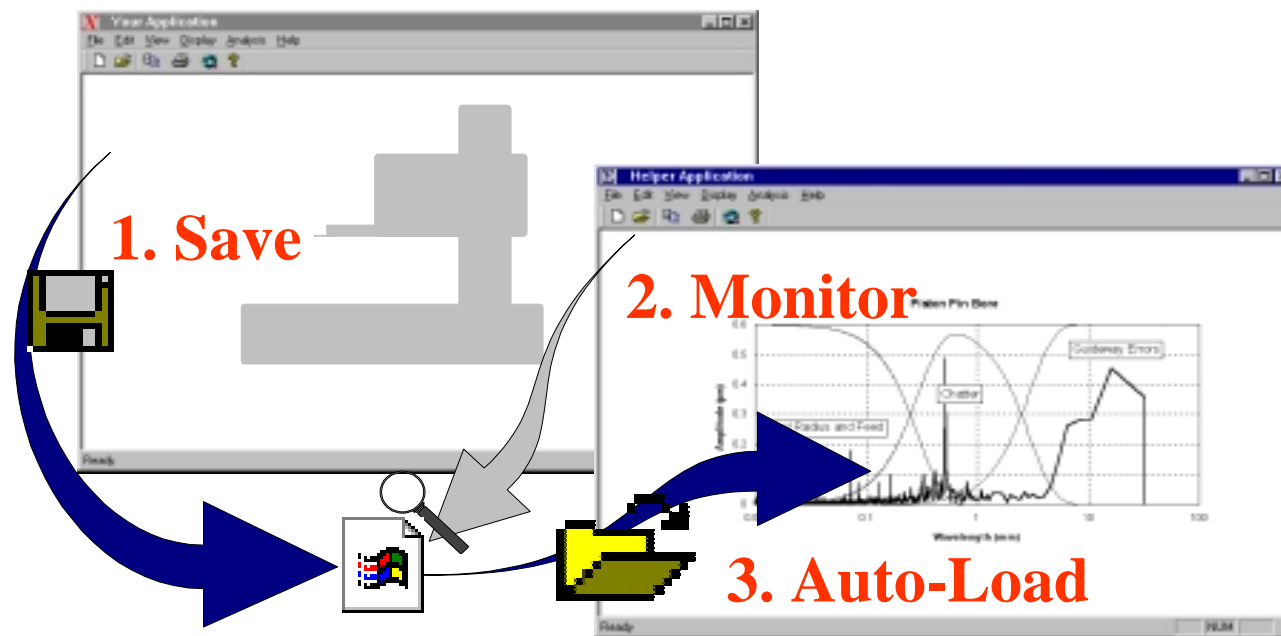 Your Application
File Edit View Display Analysis Help
1. Save
Ready
Helper Application
File Edit View Display Analysis Help
2. Monitor
Piston Pin Bore
Amplitude (µm)
0.6
0.5
0.4
0.3
0.2
0
Guideway Errors
Chatter
Radius and Feed
0.1
1
10
100
Wavelength (mm)
3. Auto-Load
Ready
NUM